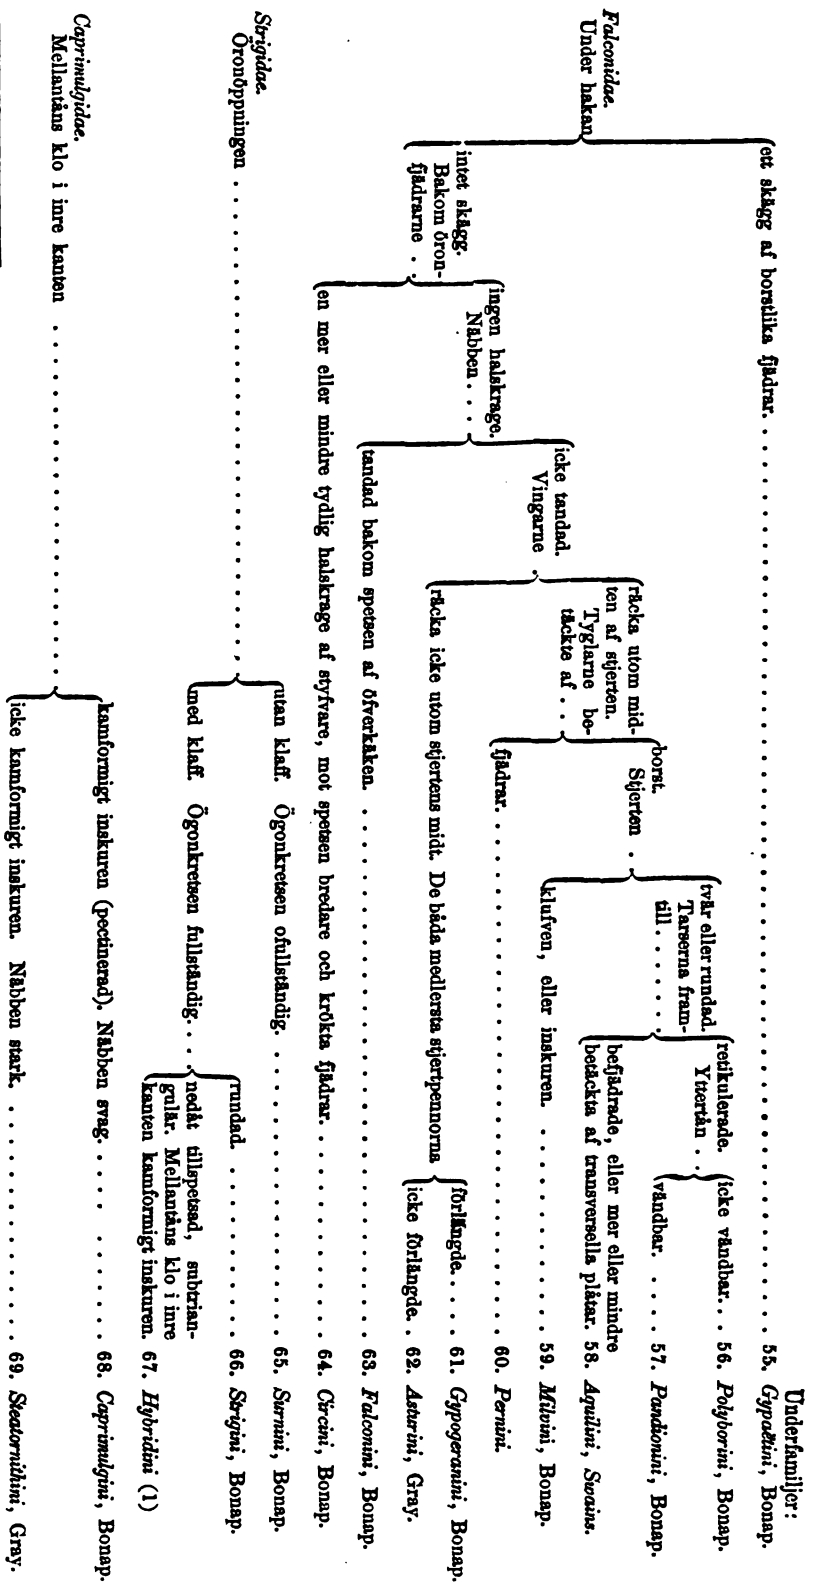 Underfamiljer:
Falconidae.
Under hakan
ett skägg af borstlika fjädrar. . . . . . . . . . . . . . . . . . . . . . . . . . . . 55. Gypaëtini, Bonap.
intet skägg.
Bakom öron-
fjädrarne . .
ingen halskrage.
Näbben . . . .
icke tandad.
Vingarne .
räcka utom mid-
ten af stjerten.
Tyglarne be-
täckte af . . .
borst.
Stjerten . .
tvär eller rundad.
Tarserna fram-
till . . . . . . .
retikulerade.
Yttertån . .
icke vändbar. . . 56. Polyborini, Bonap.
vändbar. . . . . 57. Pandionini, Bonap.
befjädrade, eller mer eller mindre
betäckta af transversella plåtar. 58. Aquilini, Swains.
klufven, eller inskuren. . . . . . . . . . . . 59. Milvini, Bonap.
fjädrar. . . . . . . . . . . . . . . . . . . . . . 60. Pernini.
räcka icke utom stjertens midt. De båda medlersta stjertpennorna
förlängde. . . . . 61. Gypogeranini, Bonap.
icke förlängde. . 62. Asturini, Gray.
tandad bakom spetsen af öfverkäken. . . . . . . . . . . . . . . . . . . . 63. Falconini, Bonap.
en mer eller mindre tydlig halskrage af styfvare, mot spetsen bredare och krökta fjädrar. . . . . . . . . . 64. Circini, Bonap.
Strigidae.
Öronöppningen . . . . . . . . . . . . . . . . . . . .
utan klaff. Ögonkretsen ofullständig. . . . . . . . . . . . . . . 65. Surnini, Bonap.
med klaff. Ögonkretsen fullständig. . . .
rundad. . . . . . . . . . . . 66. Strigini, Bonap.
nedåt tillspetsad, subtrian-
gulär. Mellantåns klo i inre
kanten kamformigt inskuren. 67. Hybridini (1)
Caprimulgidae.
Mellantåns klo i inre kanten . . . . . . . . . . . . . . . . .
kamformigt inskuren (pectinerad). Näbben svag. . . . . . . . . . 68. Caprimulgini, Bonap.
icke kamformigt inskuren. Näbben stark. . . . . . . . . . . . . 69. Steatornithini, Gray.